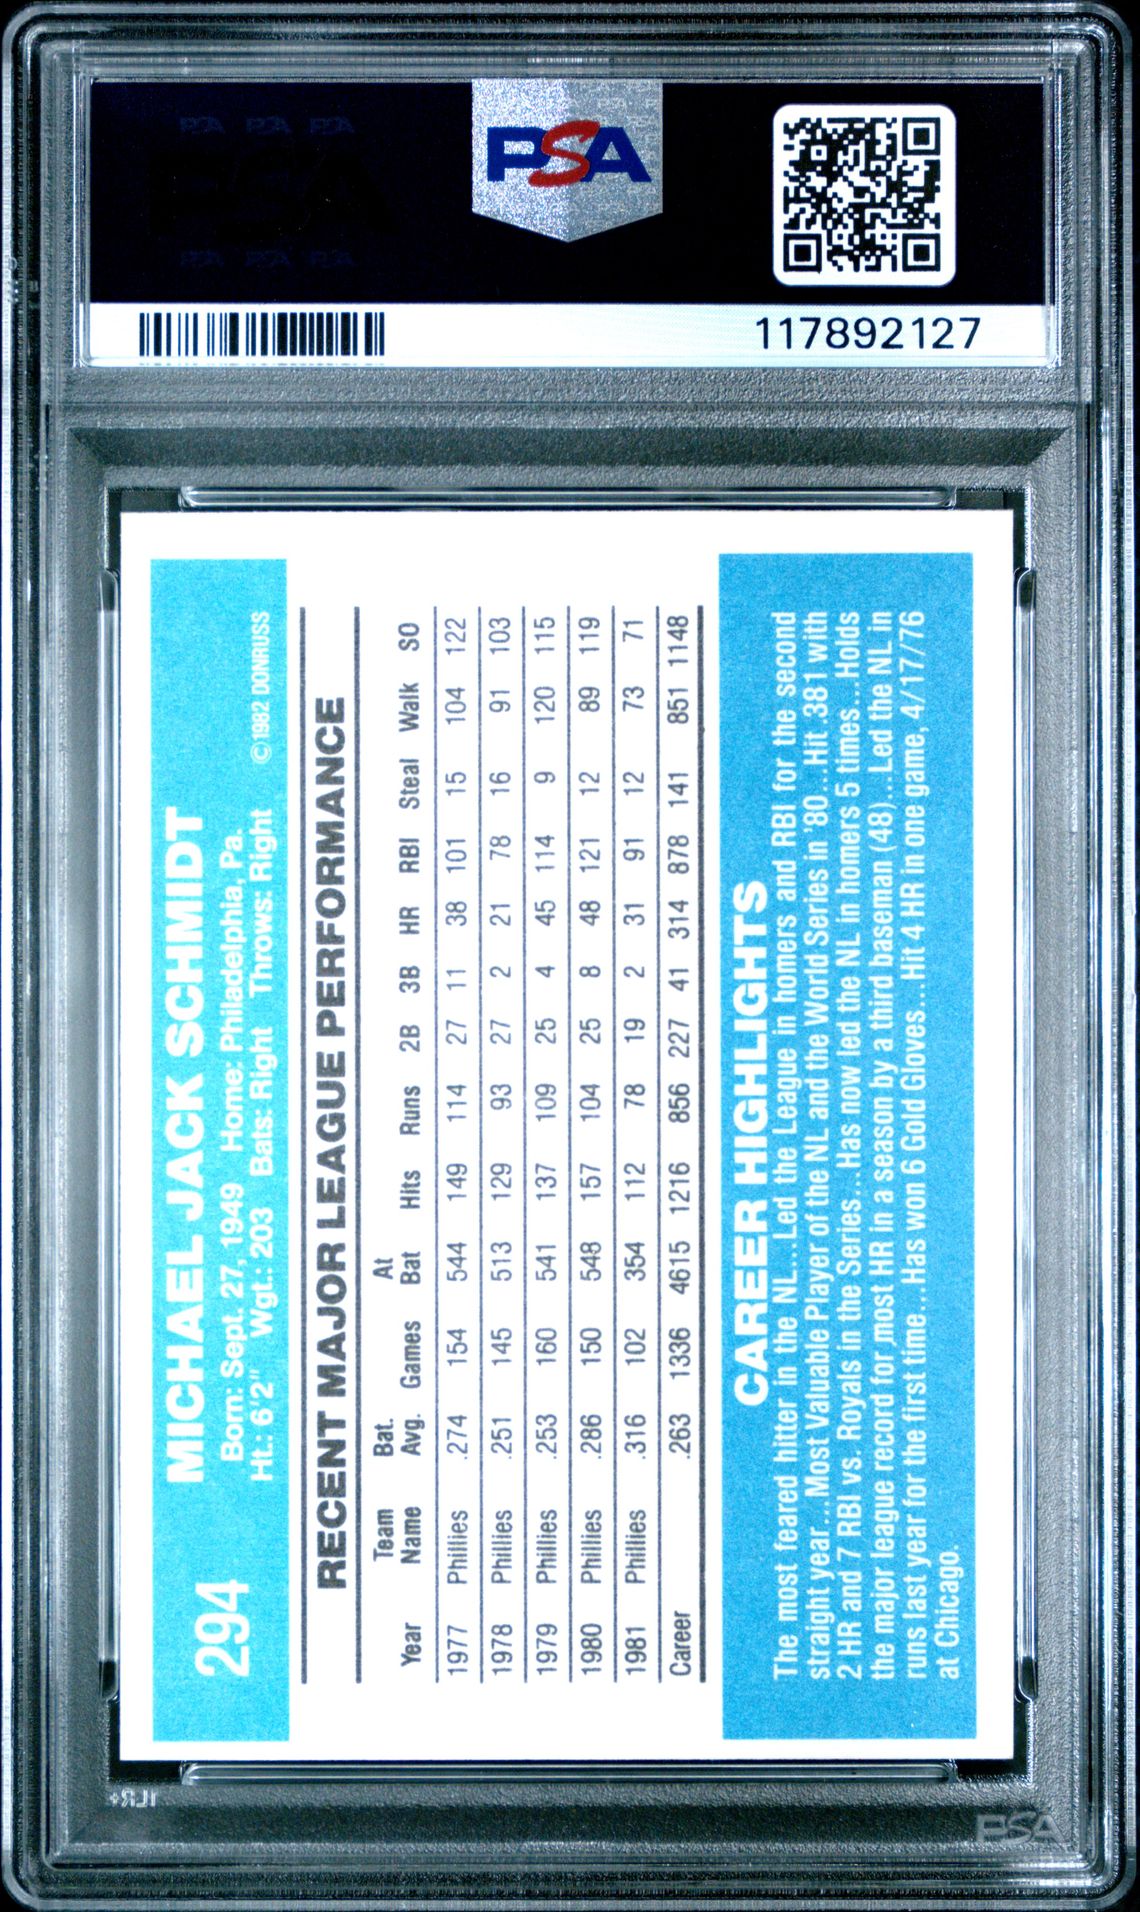 PSA
117892127
294
MICHAEL JACK SCHMIDT
Born: Sept. 27, 1949 Home: Philadelphia, Pa.
Ht.: 6'2" Wgt.: 203 Bats: Right Throws: Right ©1982 DONRUSS
RECENT MAJOR LEAGUE PERFORMANCE
Year Team Name Bat. Avg. Games At Bat Hits Runs 2B 3B HR RBI Steal Walk SO
1977 Phillies .274 154 544 149 114 27 11 38 101 15 104 122
1978 Phillies .251 145 513 129 93 27 2 21 78 16 91 103
1979 Phillies .253 160 541 137 109 25 4 45 114 9 120 115
1980 Phillies .286 150 548 157 104 25 8 48 121 12 89 119
1981 Phillies .316 102 354 112 78 19 2 31 91 12 73 71
Career .263 1336 4615 1216 856 227 41 314 878 141 851 1148
CAREER HIGHLIGHTS
The most feared hitter in the NL...Led the League in homers and RBI for the second
straight year...Most Valuable Player of the NL and the World Series in '80...Hit .381 with
2 HR and 7 RBI vs. Royals in the Series...Has now led the NL in homers 5 times...Holds
the major league record for most HR in a season by a third baseman (48)...Led the NL in
runs last year for the first time...Has won 6 Gold Gloves...Hit 4 HR in one game, 4/17/76
at Chicago.
PSA